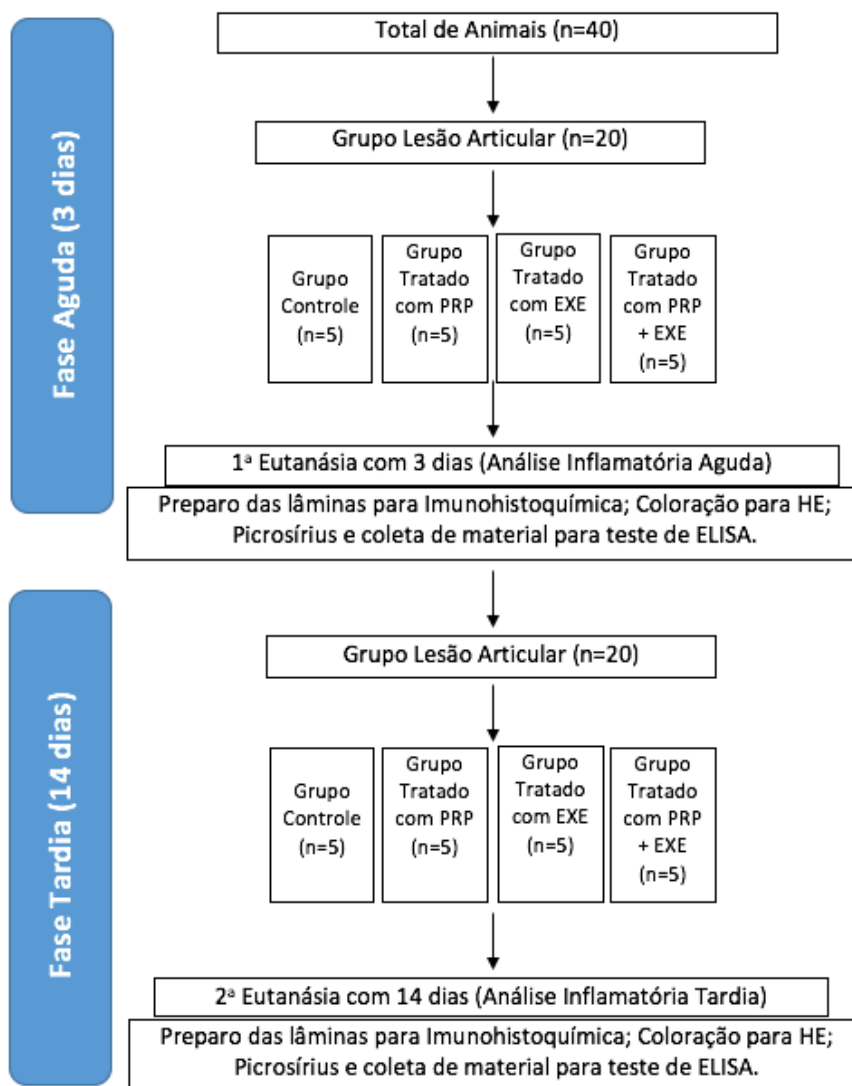 Fase Aguda (3 dias)
Total de Animais (n=40)
Grupo Lesão Articular (n=20)
Grupo
Controle
(n=5)
Grupo
Tratado
com PRP
(n=5)
Grupo
Tratado
com EXE
(n=5)
Grupo
Tratado
com PRP
+ EXE
(n=5)
1ª Eutanásia com 3 dias (Análise Inflamatória Aguda)
Preparo das lâminas para Imunohistoquímica; Coloração para HE;
Picrosírius e coleta de material para teste de ELISA.
Fase Tardia (14 dias)
Grupo Lesão Articular (n=20)
Grupo
Controle
(n=5)
Grupo
Tratado
com PRP
(n=5)
Grupo
Tratado
com EXE
(n=5)
Grupo
Tratado
com PRP
+ EXE
(n=5)
2ª Eutanásia com 14 dias (Análise Inflamatória Tardia)
Preparo das lâminas para Imunohistoquímica; Coloração para HE;
Picrosírius e coleta de material para teste de ELISA.